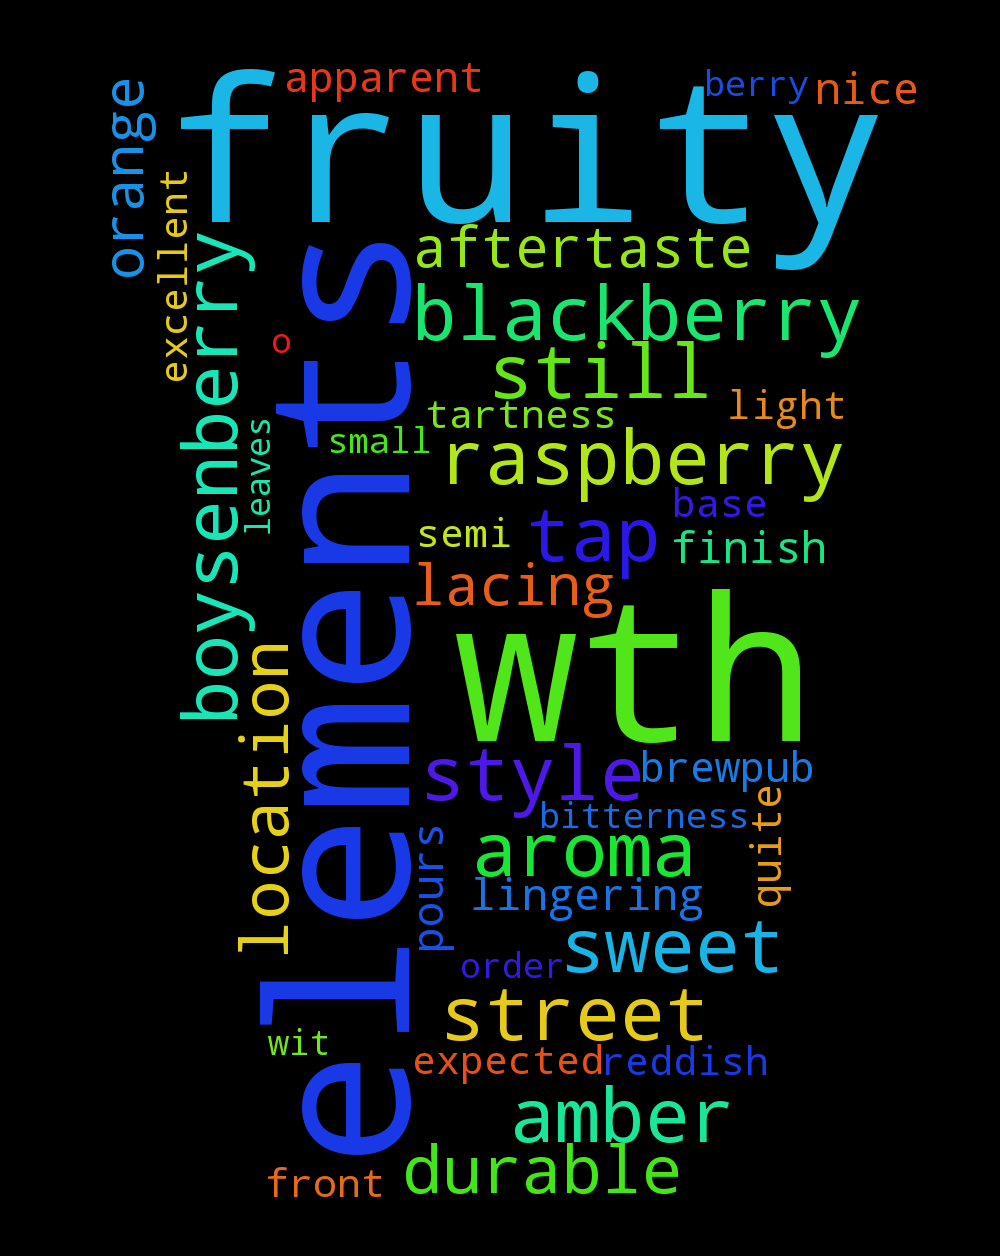 apparent
berry
nice
orange
fruity
excellent
aftertaste
boysenberry
elements
blackberry
o
still
light
tartness
leaves
small
raspberry
base
tap
semi
finish
lacing
wth
location
style
brewpub
quite
bitterness
pours
aroma
lingering
sweet
order
street
wit
expected
reddish
amber
durable
front